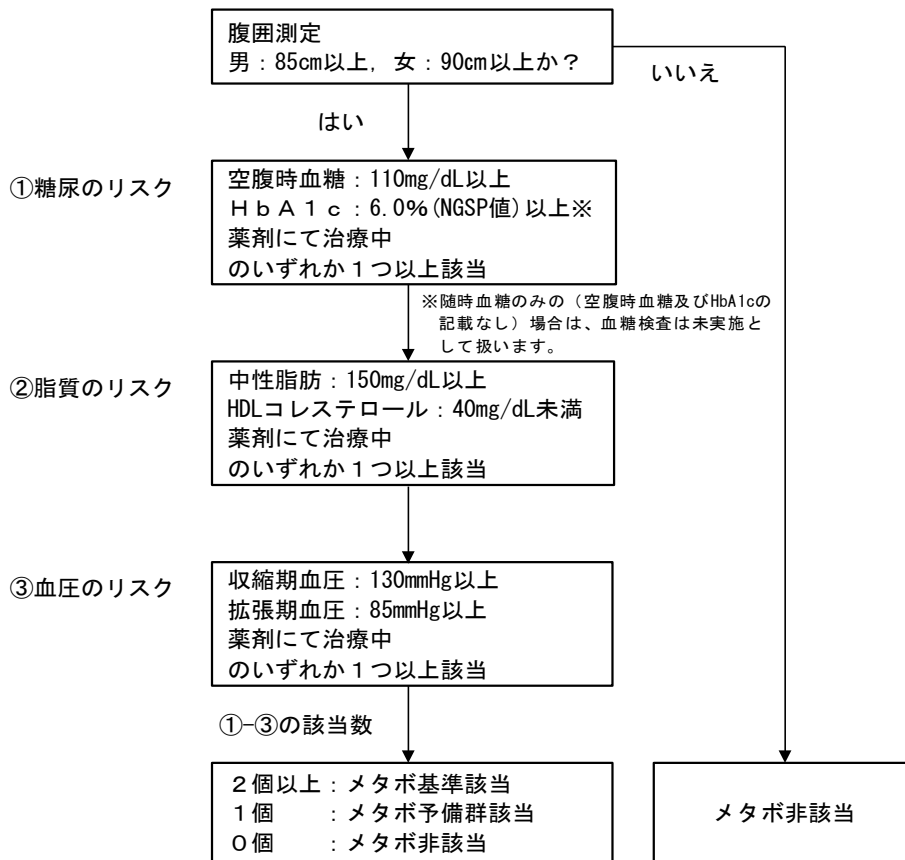 腹囲測定
男：85cm以上，女：90cm以上か？
いいえ
はい
①糖尿のリスク
空腹時血糖：110mg/dL以上
ＨｂＡ１ｃ：6.0%(NGSP値)以上※
薬剤にて治療中
のいずれか１つ以上該当
※随時血糖のみの（空腹時血糖及びHbA1cの
記載なし）場合は、血糖検査は未実施と
して扱います。
②脂質のリスク
中性脂肪：150mg/dL以上
HDLコレステロール：40mg/dL未満
薬剤にて治療中
のいずれか１つ以上該当
③血圧のリスク
収縮期血圧：130mmHg以上
拡張期血圧：85mmHg以上
薬剤にて治療中
のいずれか１つ以上該当
①-③の該当数
２個以上：メタボ基準該当
１個　　：メタボ予備群該当
０個　　：メタボ非該当
メタボ非該当